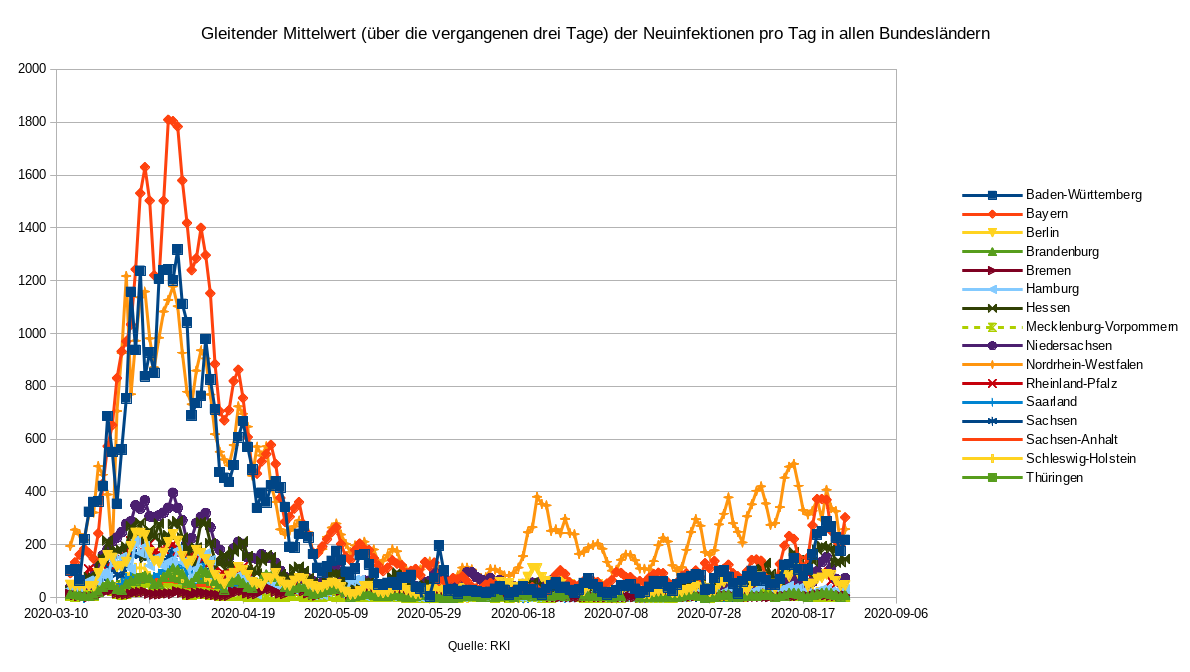 Gleitender Mittelwert (über die vergangenen drei Tage) der Neuinfektionen pro Tag in allen Bundesländern
2000
1800
1600
1400
1200
1000
800
600
400
200
0
2020-03-10 2020-03-30 2020-04-19 2020-05-09 2020-05-29 2020-06-18 2020-07-08 2020-07-28 2020-08-17 2020-09-06
Quelle: RKI
Baden-Württemberg
Bayern
Berlin
Brandenburg
Bremen
Hamburg
Hessen
Mecklenburg-Vorpommern
Niedersachsen
Nordrhein-Westfalen
Rheinland-Pfalz
Saarland
Sachsen
Sachsen-Anhalt
Schleswig-Holstein
Thüringen